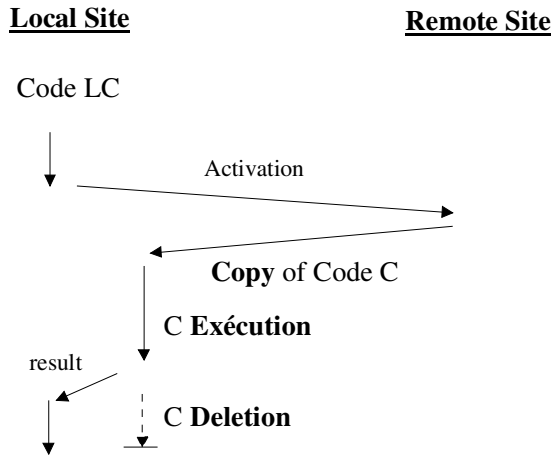 Local Site
Remote Site
Code LC
Activation
Copy of Code C
C Exécution
result
C Deletion